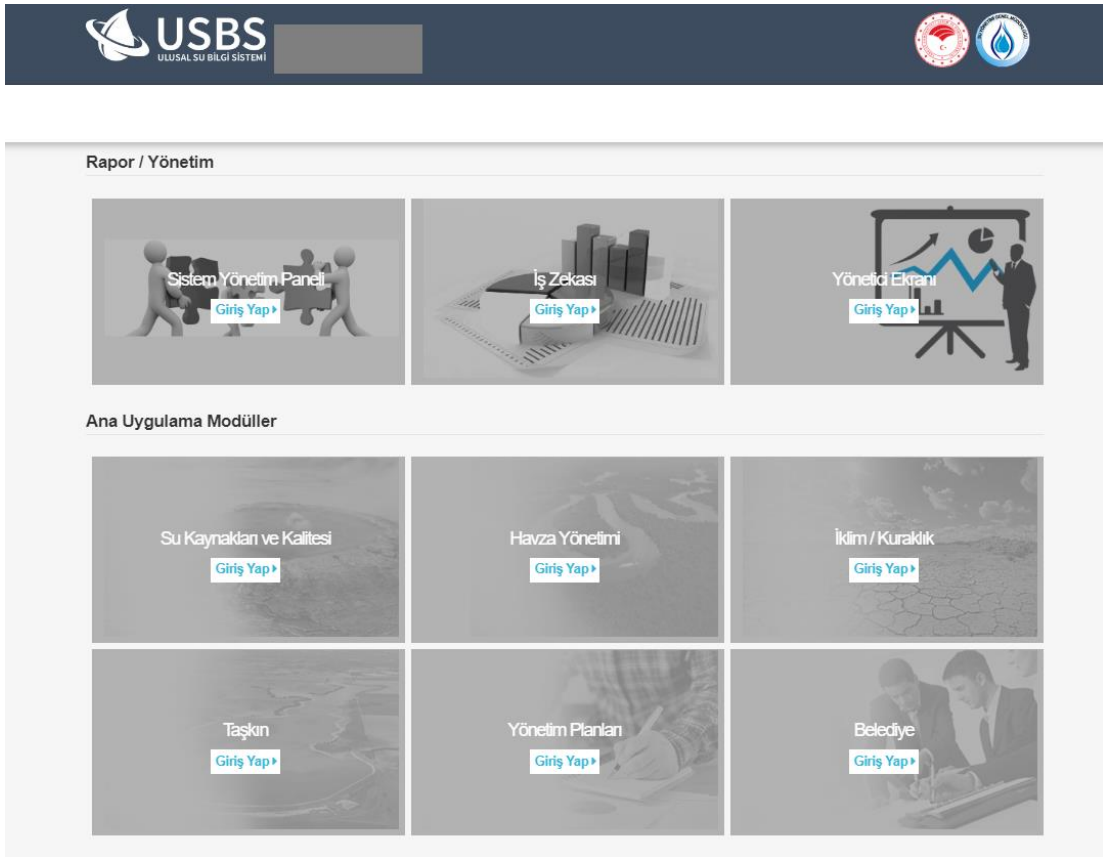 USBS
ULUSAL SU BİLGİ SİSTEMİ
Rapor / Yönetim
Sistem Yönetim Paneli
Giriş Yap
İş Zekası
Giriş Yap
Yönetici Ekranı
Giriş Yap
Ana Uygulama Modüller
Su Kaynakları ve Kalitesi
Giriş Yap
Havza Yönetimi
Giriş Yap
İklim / Kuraklık
Giriş Yap
Taşkın
Giriş Yap
Yönetim Planları
Giriş Yap
Belediye
Giriş Yap